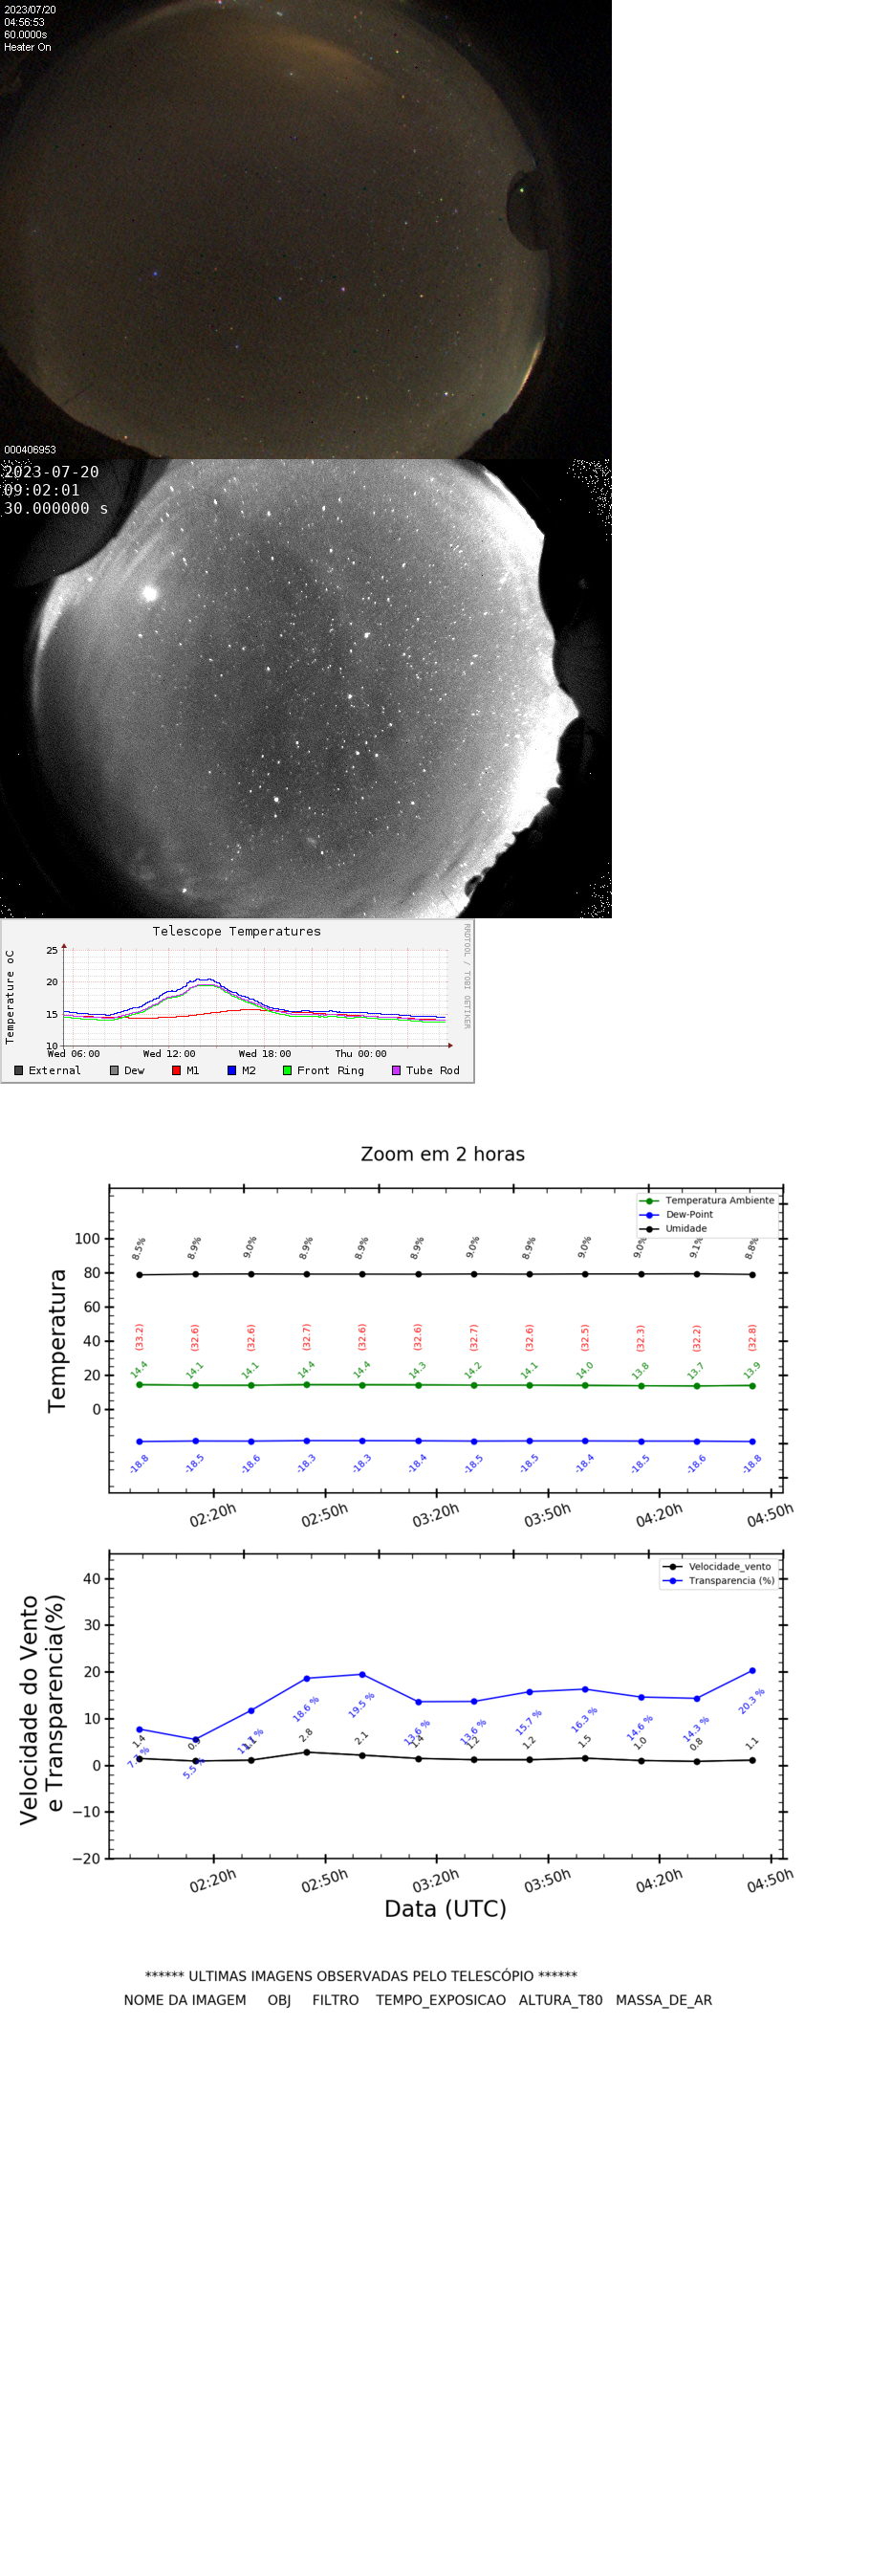 2023/07/20
04:56:53
60.0000s
Heater On
000406953
2023-07-20
09:02:01
30.000000 s
Telescope Temperatures
RRDTOOL / TOBI OETIKER
Temperature oC
25
20
15
10
Wed 06:00 Wed 12:00 Wed 18:00 Thu 00:00
External Dew M1 M2 Front Ring Tube Rod
Zoom em 2 horas
Temperatura Ambiente
Dew-Point
Umidade
Temperatura
100
80
60
40
20
0
8.5% 8.9% 9.0% 8.9% 8.9% 8.9% 9.0% 8.9% 9.0% 9.0% 9.1% 8.8%
(33.2) (32.6) (32.6) (32.7) (32.6) (32.6) (32.7) (32.6) (32.5) (32.3) (32.2) (32.8)
14.4 14.1 14.1 14.4 14.4 14.3 14.2 14.1 14.0 13.8 13.7 13.9
-18.8 -18.5 -18.6 -18.3 -18.3 -18.4 -18.5 -18.5 -18.4 -18.5 -18.6 -18.8
02:20h 02:50h 03:20h 03:50h 04:20h 04:50h
Velocidade_vento
Transparencia (%)
Velocidade do Vento
e Transparencia(%)
40
30
20
10
0
−10
−20
18.6 % 19.5 % 13.6 % 13.6 % 15.7 % 16.3 % 14.6 % 14.3 % 20.3 %
1.4 2.8 2.1 1.4 1.2 1.2 1.5 1.0 0.8 1.1
02:20h 02:50h 03:20h 03:50h 04:20h 04:50h
Data (UTC)
****** ULTIMAS IMAGENS OBSERVADAS PELO TELESCÓPIO ******
NOME DA IMAGEM OBJ FILTRO TEMPO_EXPOSICAO ALTURA_T80 MASSA_DE_AR